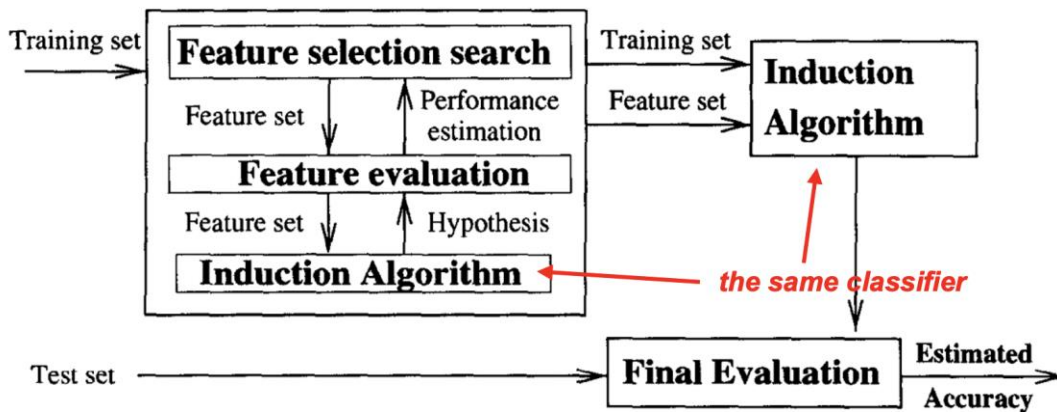 Training set
Feature selection search
Feature set
Performance
estimation
Feature evaluation
Feature set
Hypothesis
Induction Algorithm
Training set
Feature set
Induction
Algorithm
the same classifier
Test set
Final Evaluation
Estimated
Accuracy